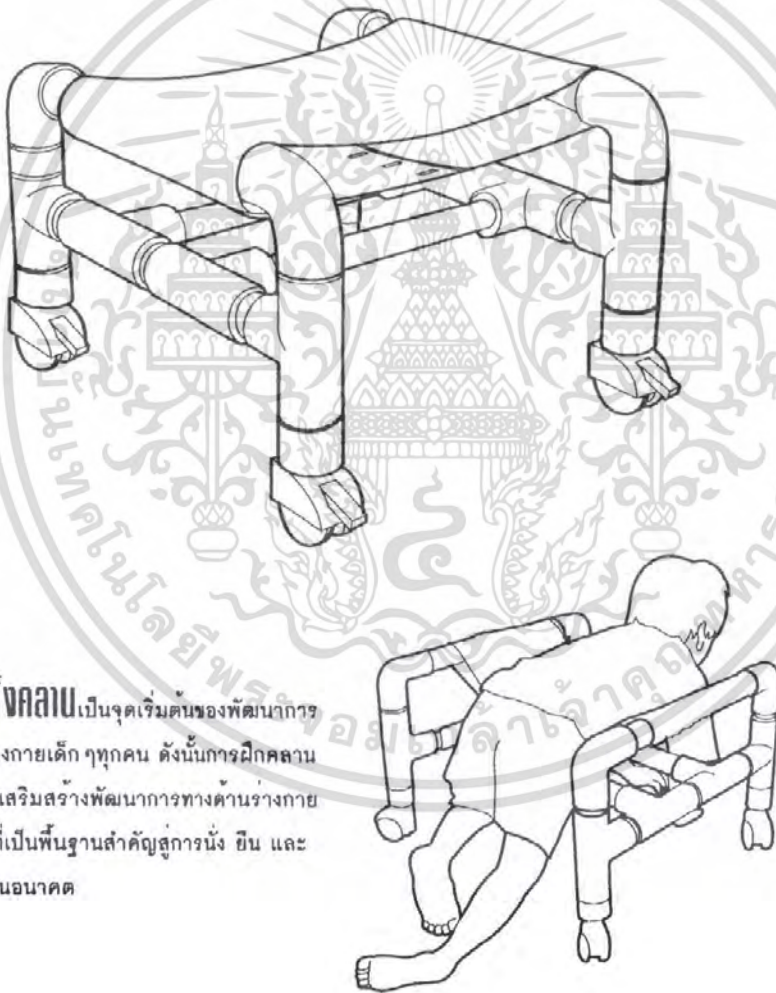 งคลานเป็นจุดเริ่มต้นของพัฒนาการ
งกายเด็กๆทุกคน ดังนั้นการฝึกคลาน
เสริมสร้างพัฒนาการทางด้านร่างกาย
ที่เป็นพื้นฐานสำคัญสู่การนั่ง ยืน และ
นอนาคต